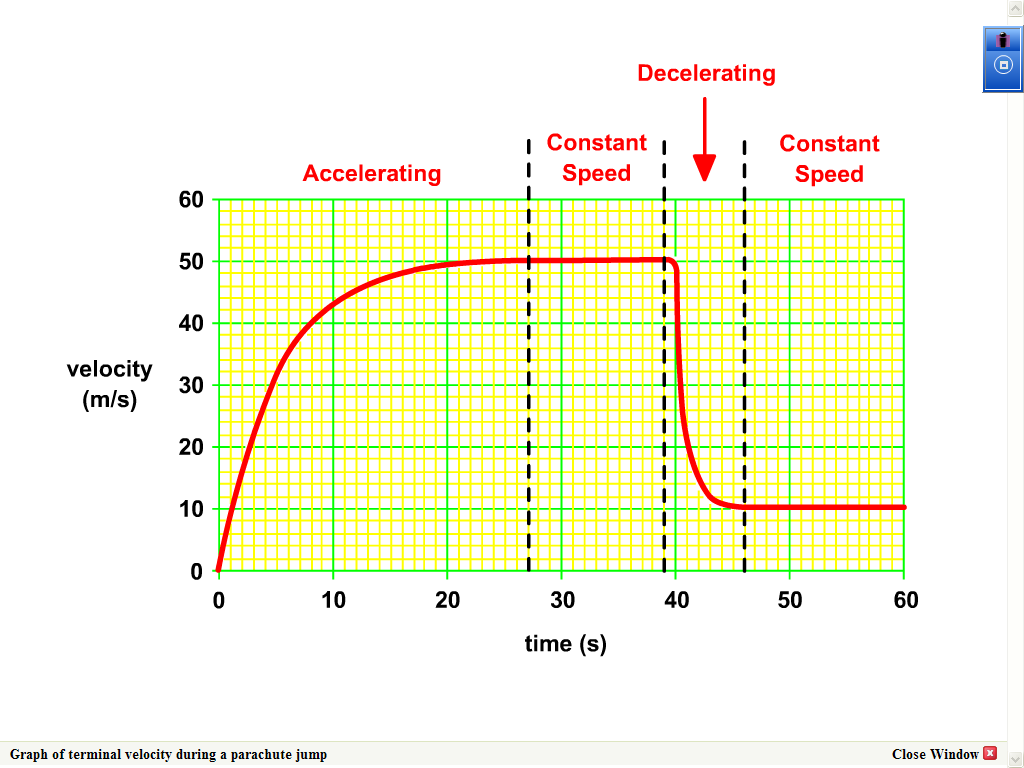 Decelerating
Constant
Speed
Constant
Speed
Accelerating
60
50
40
30
20
10
0
velocity
(m/s)
0 10 20 30 40 50 60
time (s)
Graph of terminal velocity during a parachute jump
Close Window